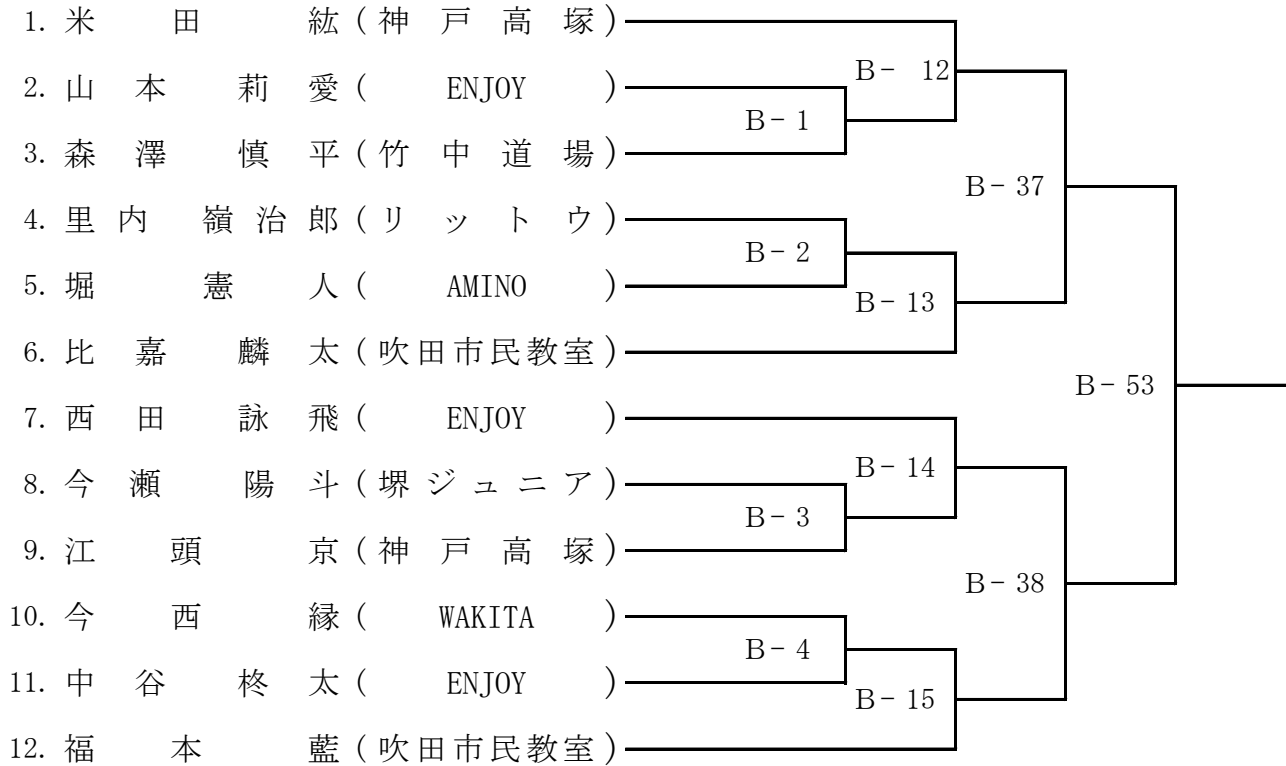 1. 米田 紘(神戸高塚)
B- 12
2. 山本 莉愛( ENJOY )
B- 1
3. 森澤 慎平(竹中道場)
B- 37
4. 里内 嶺治郎(リットウ)
B- 2
5. 堀 憲人( AMINO )
B- 13
6. 比嘉 麟太(吹田市民教室)
B- 53
7. 西田 詠飛( ENJOY )
B- 14
8. 今瀬 陽斗(堺ジュニア)
B- 3
9. 江頭 京(神戸高塚)
B- 38
10. 今西 縁( WAKITA )
B- 4
11. 中谷 柊太( ENJOY )
B- 15
12. 福本 藍(吹田市民教室)